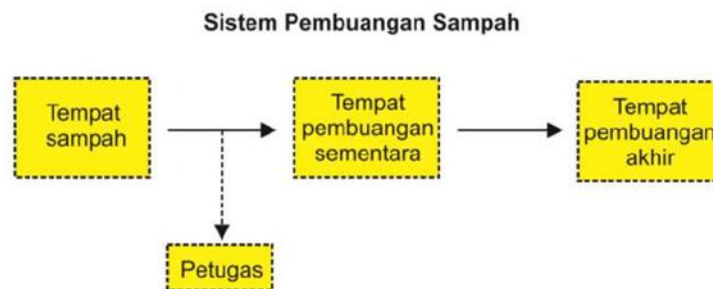 Sistem Pembuangan Sampah
Tempat
sampah
Tempat
pembuangan
sementara
Tempat
pembuangan
akhir
Petugas